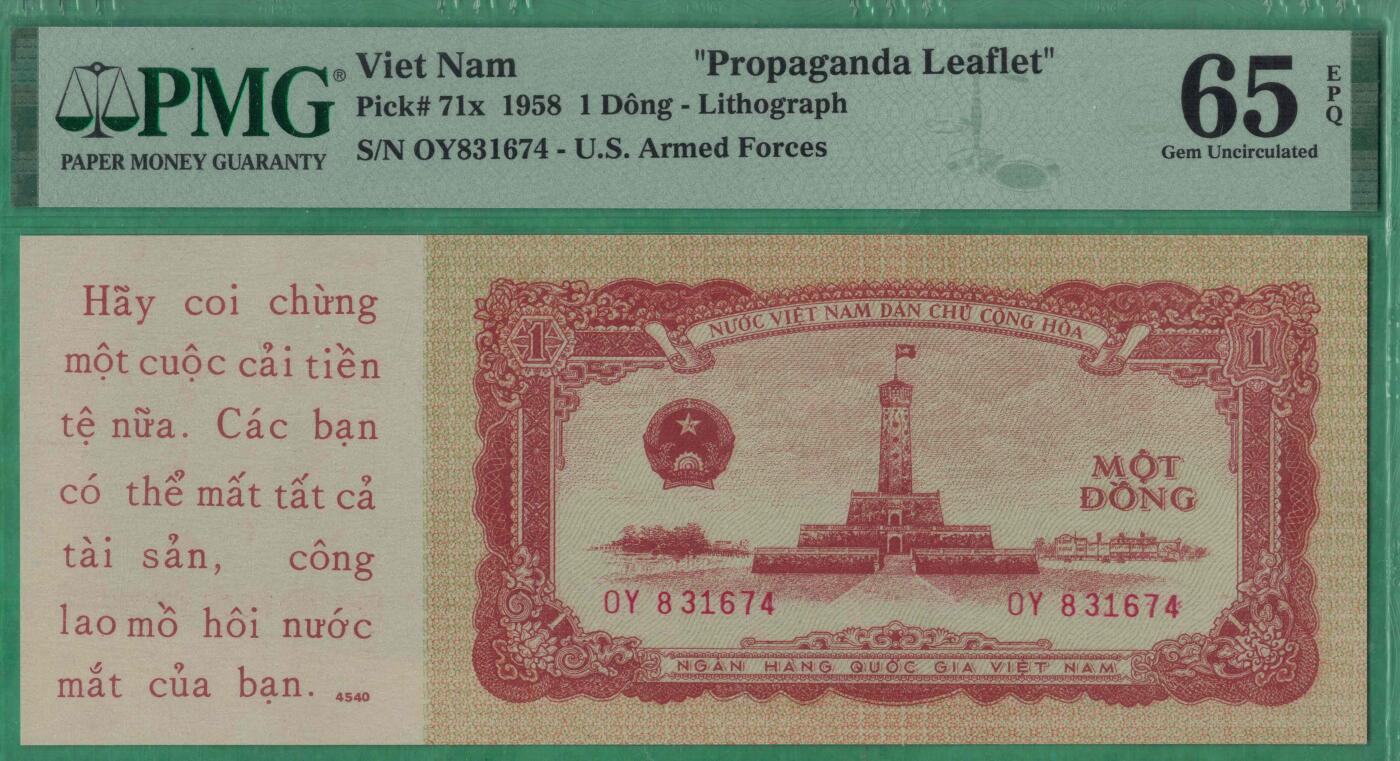 PMG®
PAPER MONEY GUARANTY
Viet Nam "Propaganda Leaflet"
Pick# 71x 1958 1 Dông - Lithograph
S/N OY831674 - U.S. Armed Forces
65 EPQ
Gem Uncirculated
Hãy coi chừng
một cuộc cải tiền
tệ nữa. Các bạn
có thể mất tất cả
tài sản, công
lao mồ hôi nước
mắt của bạn. 4540
1 NƯỚC VIỆT NAM DÂN CHỦ CỘNG HÒA 1
MỘT
ĐỒNG
OY 831674 OY 831674
1 1
NGÂN HÀNG QUỐC GIA VIỆT NAM